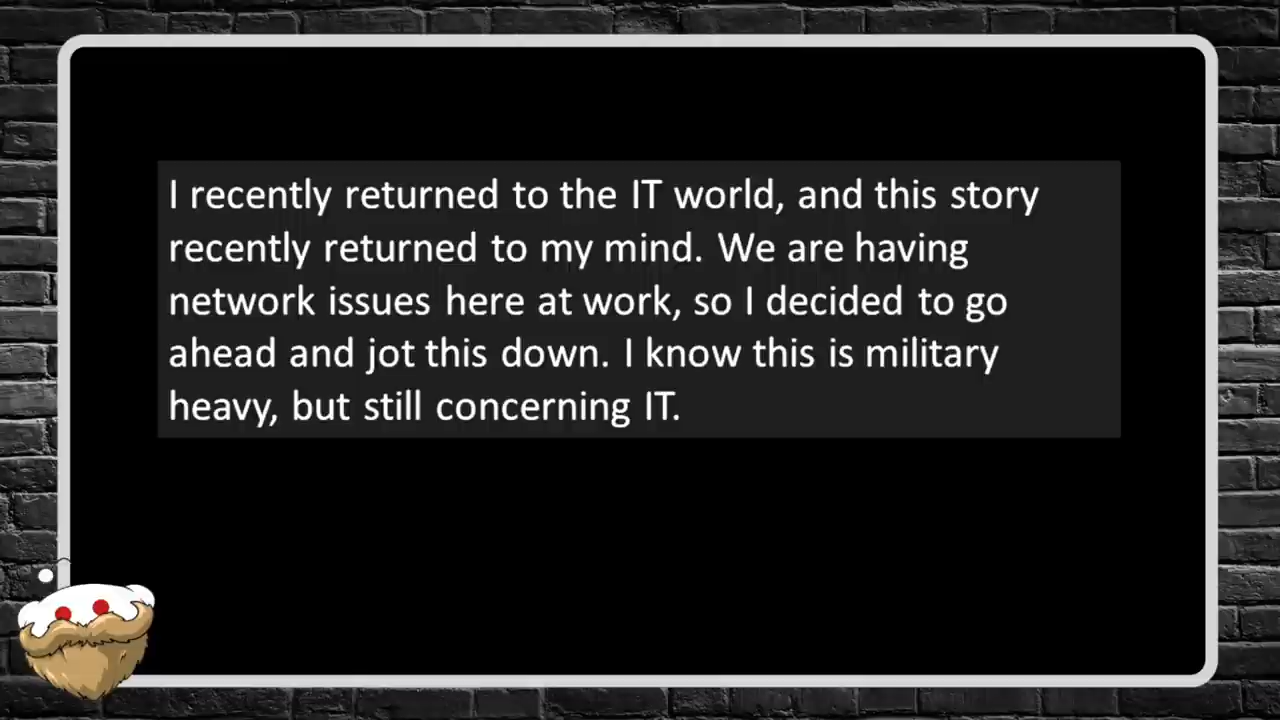 I recently returned to the IT world, and this story
recently returned to my mind. We are having
network issues here at work, so I decided to go
ahead and jot this down. I know this is military
heavy, but still concerning IT.